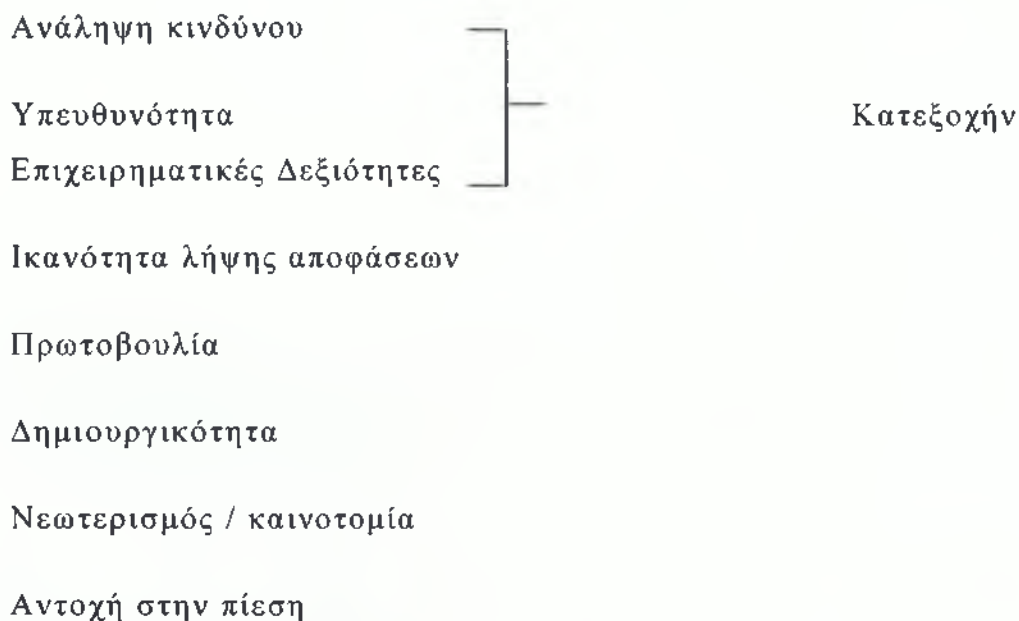 Ανάληψη κινδύνου
Υπευθυνότητα Κατεξοχήν
Επιχειρηματικές Δεξιότητες
Ικανότητα λήψης αποφάσεων
Πρωτοβουλία
Δημιουργικότητα
Νεωτερισμός / καινοτομία
Αντοχή στην πίεση